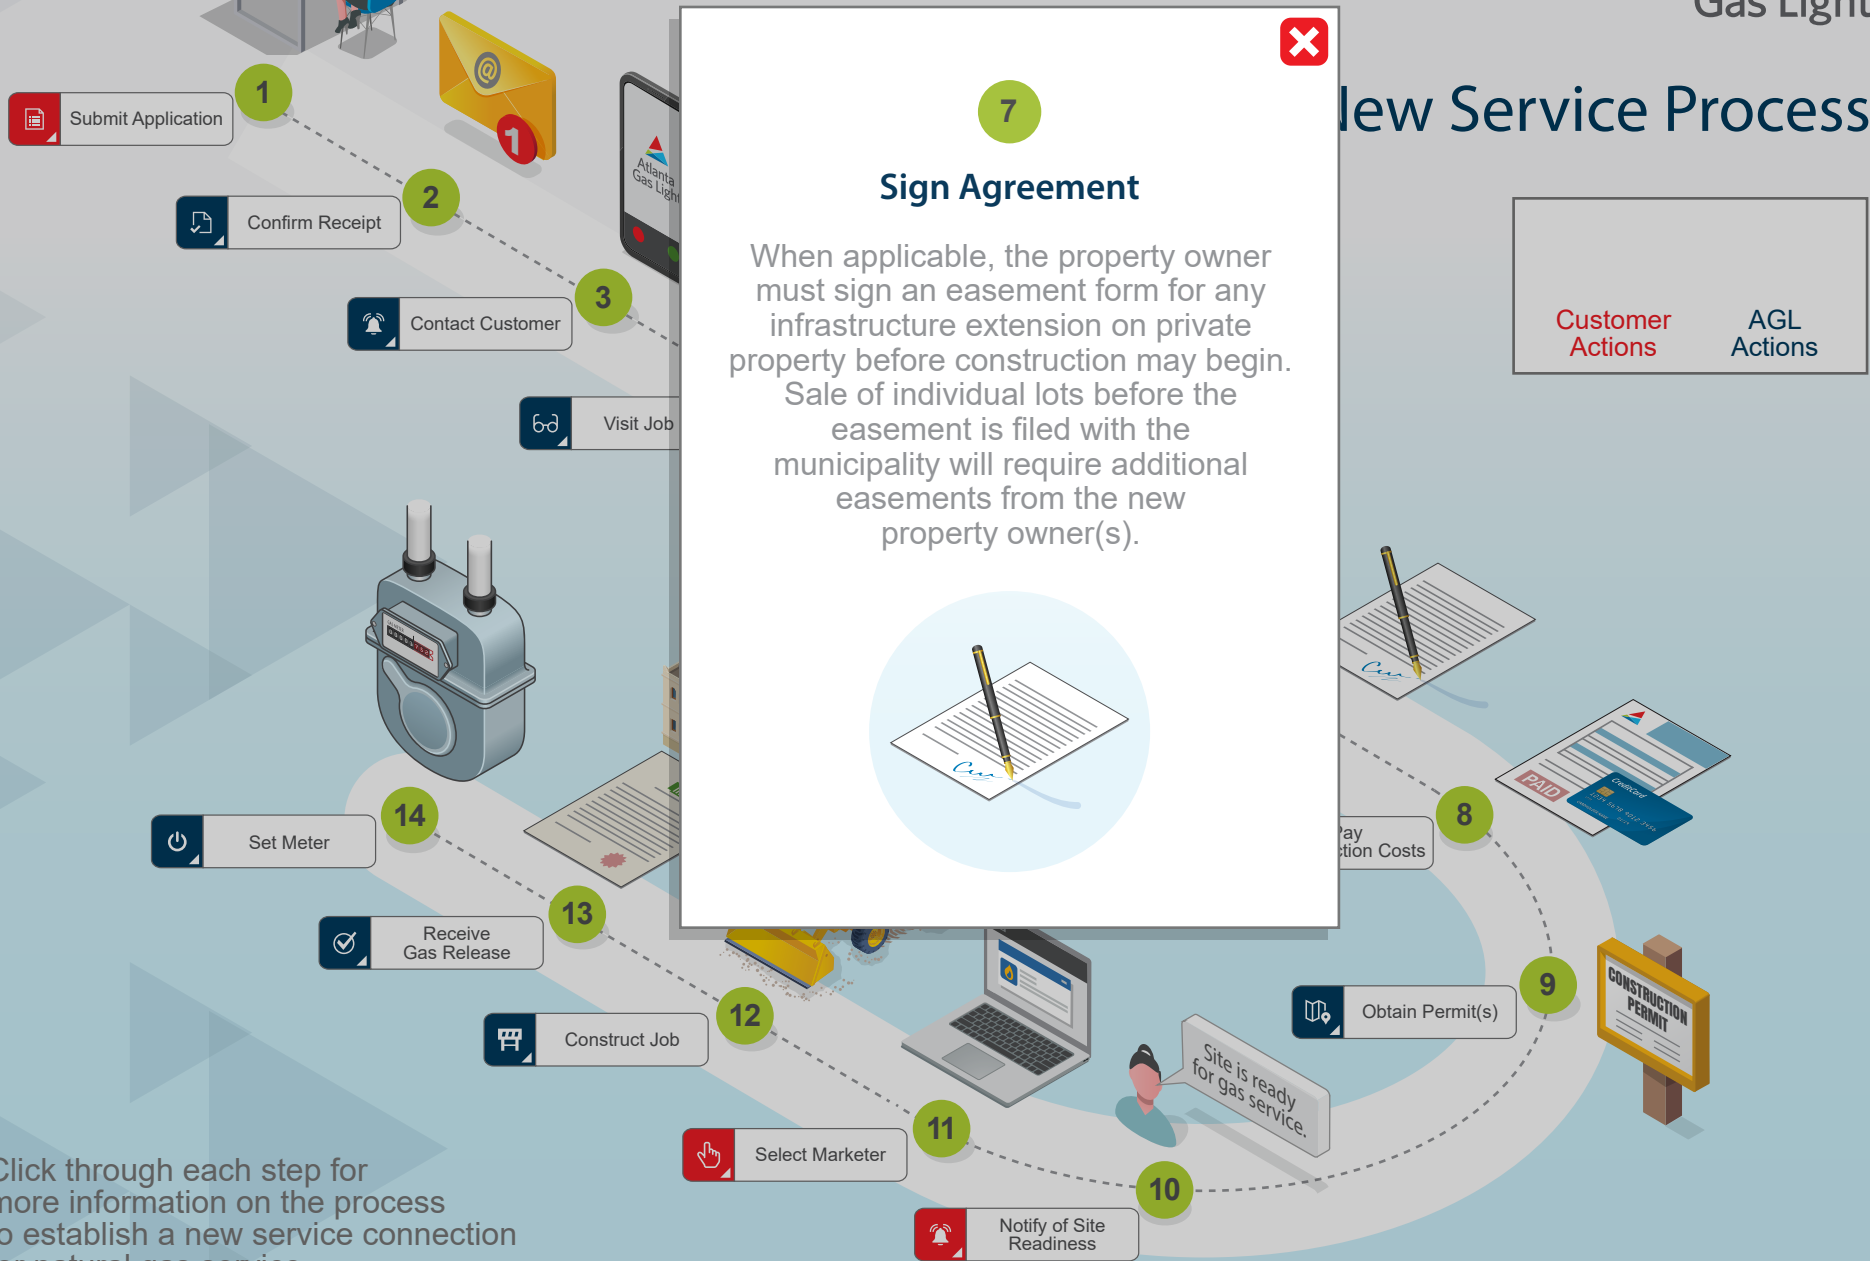 Gas Light
ew Service Process
Customer
Actions
AGL
Actions
1
Submit Application
@
1
Atlanta
Gas Light
2
Confirm Receipt
3
Contact Customer
Visit Job
7
Sign Agreement
When applicable, the property owner
must sign an easement form for any
infrastructure extension on private
property before construction may begin.
Sale of individual lots before the
easement is filed with the
municipality will require additional
easements from the new
property owner(s).
8
Pay
ction Costs
PAID
CreditCard
9
Obtain Permit(s)
CONSTRUCTION
PERMIT
Site is ready
for gas service.
10
Notify of Site
Readiness
11
Select Marketer
12
Construct Job
13
Receive
Gas Release
14
Set Meter
Click through each step for
more information on the process
to establish a new service connection
for natural gas service